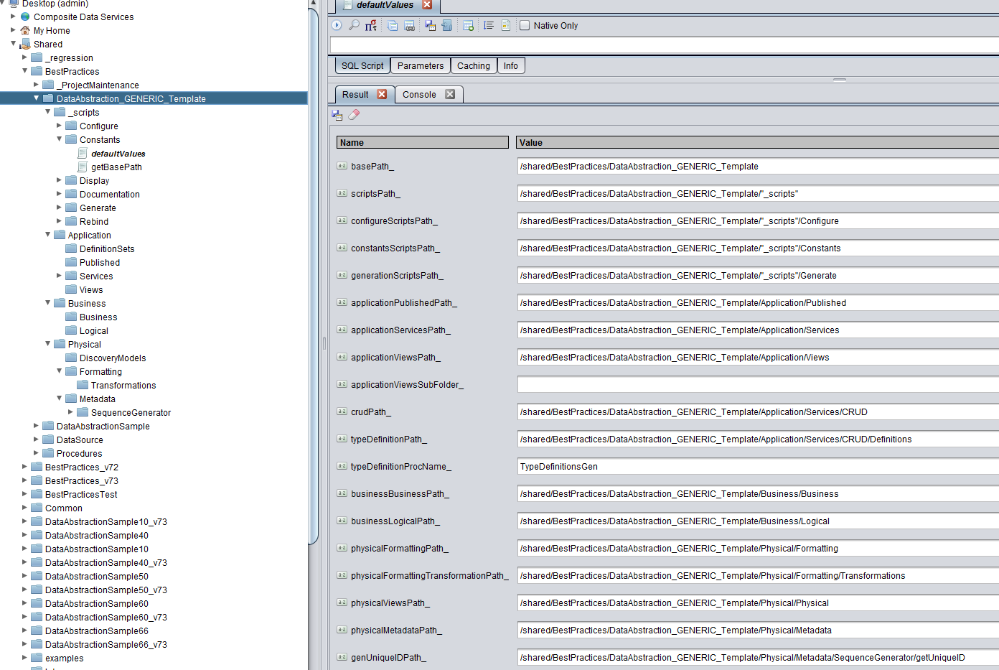 Desktop (admin)
Composite Data Services
My Home
Shared
_regression
BestPractices
_ProjectMaintenance
DataAbstraction_GENERIC_Template
_scripts
Configure
Constants
defaultValues
getBasePath
Display
Documentation
Generate
Rebind
Application
DefinitionSets
Published
Services
Views
Business
Business
Logical
Physical
DiscoveryModels
Formatting
Transformations
Metadata
SequenceGenerator
DataAbstractionSample
DataSource
Procedures
BestPractices_v72
BestPractices_v73
BestPracticesTest
Common
DataAbstractionSample10_v73
DataAbstractionSample40
DataAbstractionSample10
DataAbstractionSample40_v73
DataAbstractionSample50
DataAbstractionSample50_v73
DataAbstractionSample60
DataAbstractionSample60_v73
DataAbstractionSample66
DataAbstractionSample66_v73
examples
defaultValues
Native Only
SQL Script Parameters Caching Info
Result Console
Name Value
basePath_ /shared/BestPractices/DataAbstraction_GENERIC_Template
scriptsPath_ /shared/BestPractices/DataAbstraction_GENERIC_Template/"_scripts"
configureScriptsPath_ /shared/BestPractices/DataAbstraction_GENERIC_Template/"_scripts"/Configure
constantsScriptsPath_ /shared/BestPractices/DataAbstraction_GENERIC_Template/"_scripts"/Constants
generationScriptsPath_ /shared/BestPractices/DataAbstraction_GENERIC_Template/"_scripts"/Generate
applicationPublishedPath_ /shared/BestPractices/DataAbstraction_GENERIC_Template/Application/Published
applicationServicesPath_ /shared/BestPractices/DataAbstraction_GENERIC_Template/Application/Services
applicationViewsPath_ /shared/BestPractices/DataAbstraction_GENERIC_Template/Application/Views
applicationViewsSubFolder_
crudPath_ /shared/BestPractices/DataAbstraction_GENERIC_Template/Application/Services/CRUD
typeDefinitionPath_ /shared/BestPractices/DataAbstraction_GENERIC_Template/Application/Services/CRUD/Definitions
typeDefinitionProcName_ TypeDefinitionsGen
businessBusinessPath_ /shared/BestPractices/DataAbstraction_GENERIC_Template/Business/Business
businessLogicalPath_ /shared/BestPractices/DataAbstraction_GENERIC_Template/Business/Logical
physicalFormattingPath_ /shared/BestPractices/DataAbstraction_GENERIC_Template/Physical/Formatting
physicalFormattingTransformationPath_ /shared/BestPractices/DataAbstraction_GENERIC_Template/Physical/Formatting/Transformations
physicalViewsPath_ /shared/BestPractices/DataAbstraction_GENERIC_Template/Physical/Physical
physicalMetadataPath_ /shared/BestPractices/DataAbstraction_GENERIC_Template/Physical/Metadata
genUniqueIDPath_ /shared/BestPractices/DataAbstraction_GENERIC_Template/Physical/Metadata/SequenceGenerator/getUniqueID